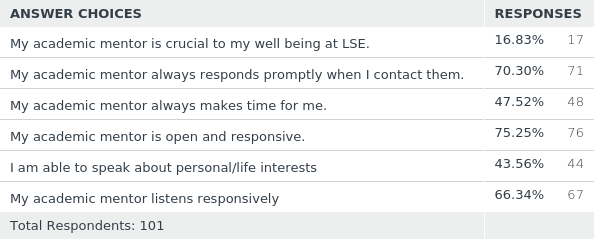 ANSWER CHOICES RESPONSES
My academic mentor is crucial to my well being at LSE. 16.83% 17
My academic mentor always responds promptly when I contact them. 70.30% 71
My academic mentor always makes time for me. 47.52% 48
My academic mentor is open and responsive. 75.25% 76
I am able to speak about personal/life interests 43.56% 44
My academic mentor listens responsively 66.34% 67
Total Respondents: 101